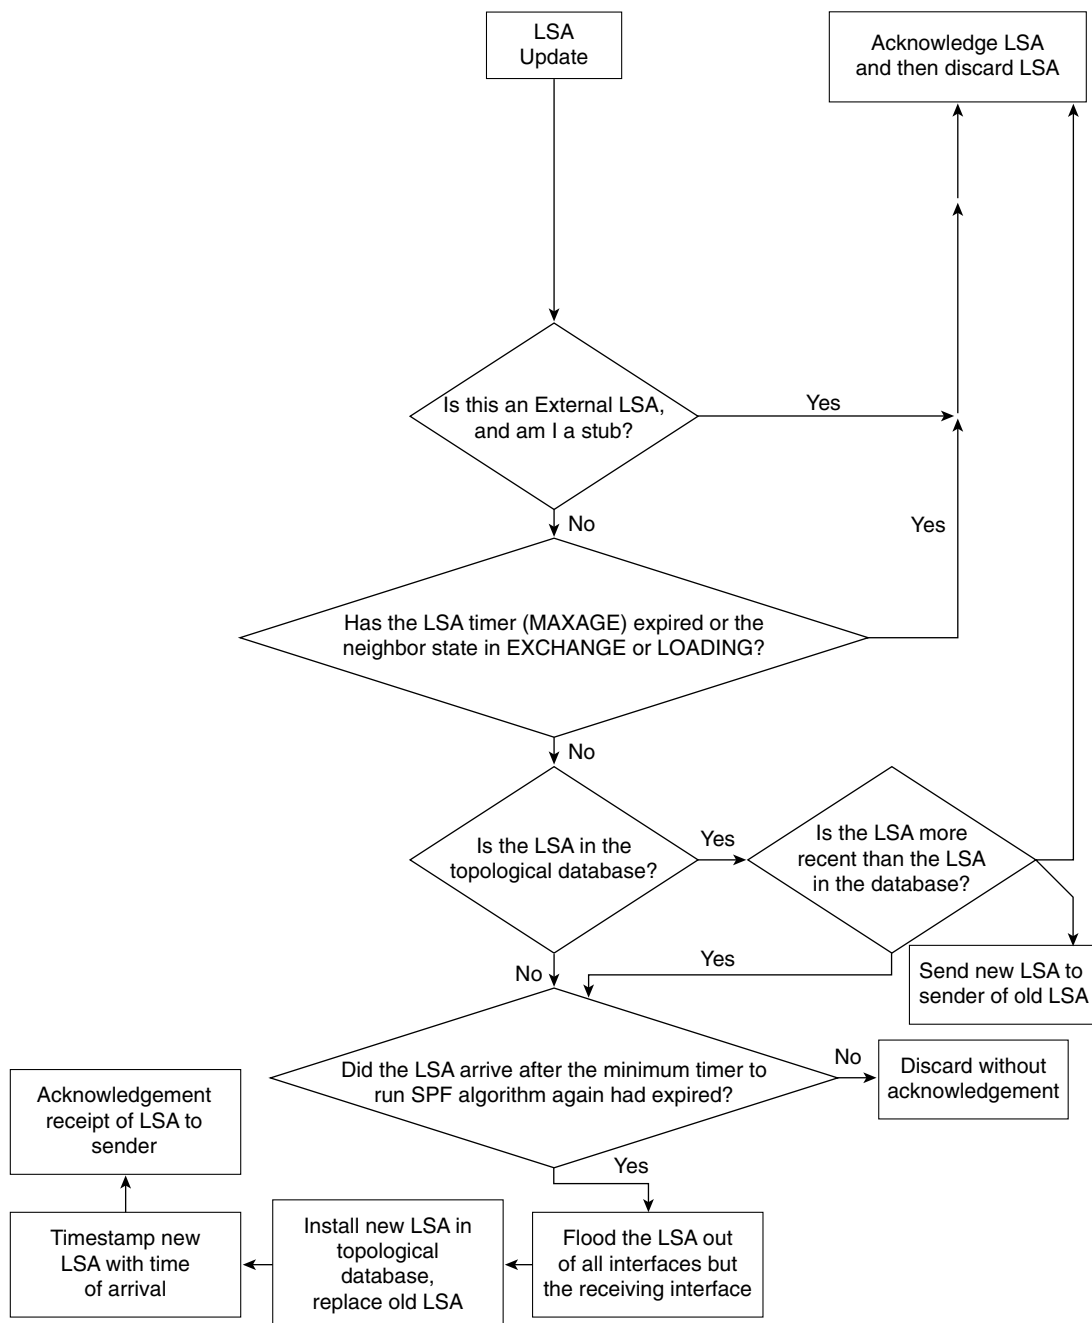 LSA
Update
Acknowledge LSA
and then discard LSA
Is this an External LSA,
and am I a stub?
Yes
No
Yes
Has the LSA timer (MAXAGE) expired or the
neighbor state in EXCHANGE or LOADING?
No
Is the LSA in the
topological database?
Yes
Is the LSA more
recent than the LSA
in the database?
No
Yes
Send new LSA to
sender of old LSA
Did the LSA arrive after the minimum timer to
run SPF algorithm again had expired?
No
Discard without
acknowledgement
Acknowledgement
receipt of LSA to
sender
Yes
Timestamp new
LSA with time
of arrival
Install new LSA in
topological
database,
replace old LSA
Flood the LSA out
of all interfaces but
the receiving interface